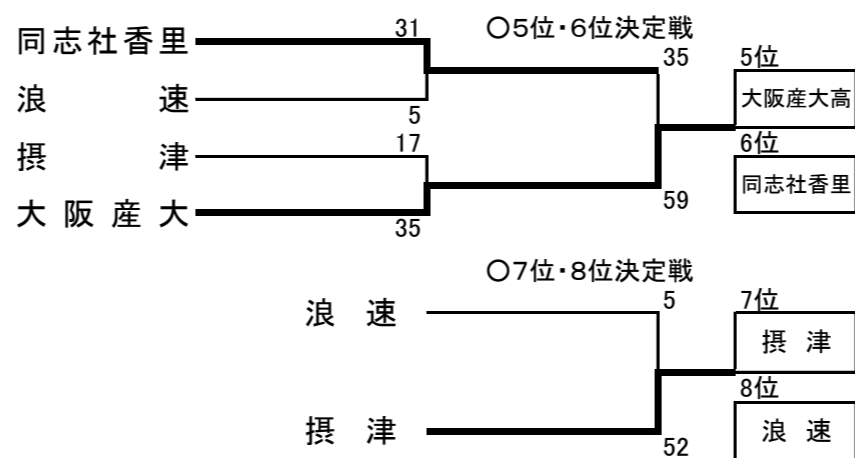 ○5位・6位決定戦
同志社香里 31
35
5位
浪速 5
大阪産大高
摂津 17
6位
同志社香里
大阪産大 35
59
○7位・8位決定戦
浪速 5
7位
摂津
8位
摂津 52
浪速